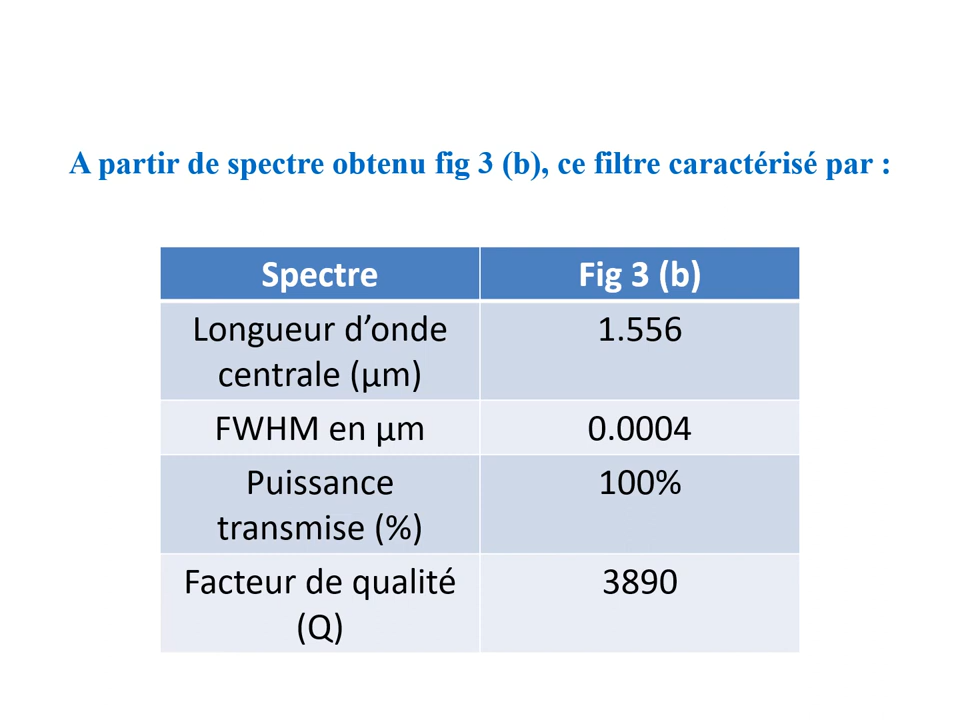 A partir de spectre obtenu fig 3 (b), ce filtre caractérisé par :
Spectre
Fig 3 (b)
Longueur d’onde
centrale (µm)
1.556
FWHM en µm
0.0004
Puissance
transmise (%)
100%
Facteur de qualité
(Q)
3890